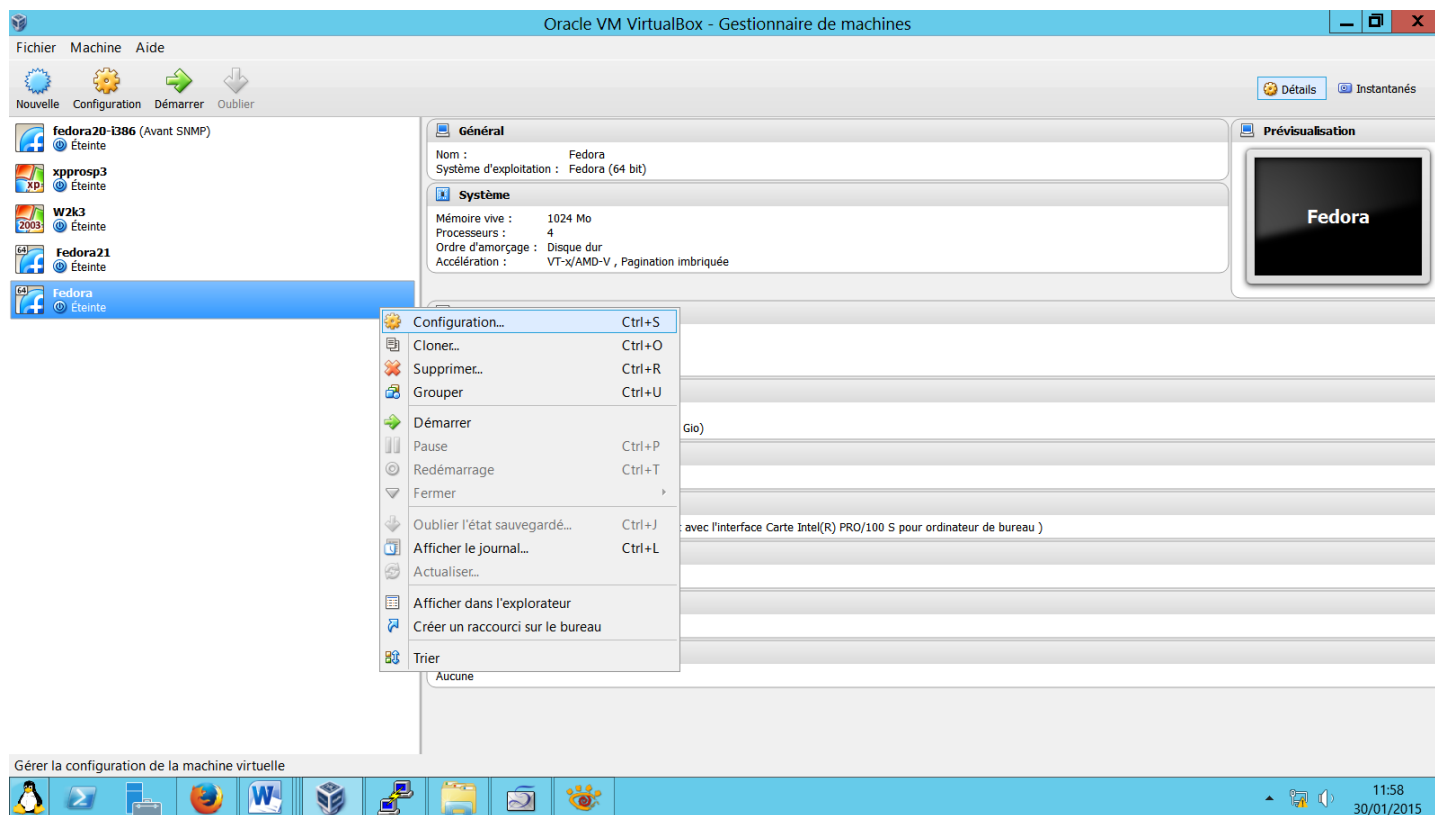 Oracle VM VirtualBox - Gestionnaire de machines
Fichier Machine Aide
Nouvelle Configuration Démarrer Oublier
Détails Instantanés
fedora20-i386 (Avant SNMP)
Éteinte
xpprosp3
Éteinte
W2k3
Éteinte
Fedora21
Éteinte
Fedora
Éteinte
XP
2003
64
64
Général
Nom : Fedora
Système d'exploitation : Fedora (64 bit)
Système
Mémoire vive : 1024 Mo
Processeurs : 4
Ordre d'amorçage : Disque dur
Accélération : VT-x/AMD-V , Pagination imbriquée
Prévisualisation
Fedora
Configuration... Ctrl+S
Cloner... Ctrl+O
Supprimer... Ctrl+R
Grouper Ctrl+U
Démarrer
Pause Ctrl+P
Redémarrage Ctrl+T
Fermer
Oublier l'état sauvegardé... Ctrl+J
Afficher le journal... Ctrl+L
Actualiser...
Afficher dans l'explorateur
Créer un raccourci sur le bureau
Trier
Gio)
avec l'interface Carte Intel(R) PRO/100 S pour ordinateur de bureau )
Aucune
Gérer la configuration de la machine virtuelle
11:58
30/01/2015